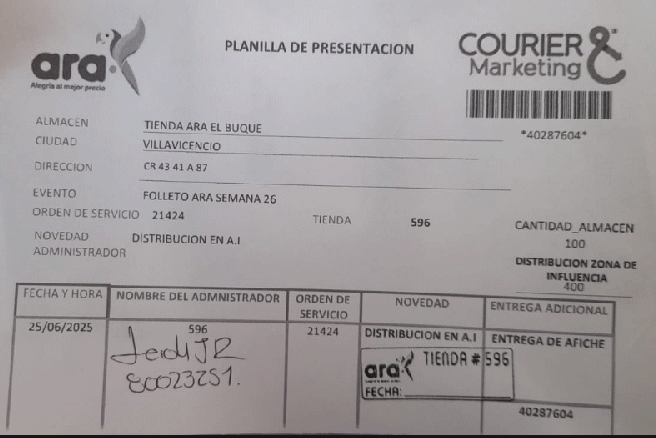 ara
Alegría al mejor precio
PLANILLA DE PRESENTACION
COURIER &
Marketing
*40287604*
ALMACEN TIENDA ARA EL BUQUE
CIUDAD VILLAVICENCIO
DIRECCION CR 43 41 A 87
EVENTO FOLLETO ARA SEMANA 26
ORDEN DE SERVICIO 21424 TIENDA 596
CANTIDAD_ALMACEN
100
NOVEDAD DISTRIBUCION EN A.I
ADMINISTRADOR
DISTRIBUCION ZONA DE
INFLUENCIA
400
FECHA Y HORA NOMBRE DEL ADMNISTRADOR ORDEN DE SERVICIO NOVEDAD ENTREGA ADICIONAL
25/06/2025 596 21424 DISTRIBUCION EN A.I ENTREGA DE AFICHE
80023251.
ara TIENDA # 596
FECHA:
40287604